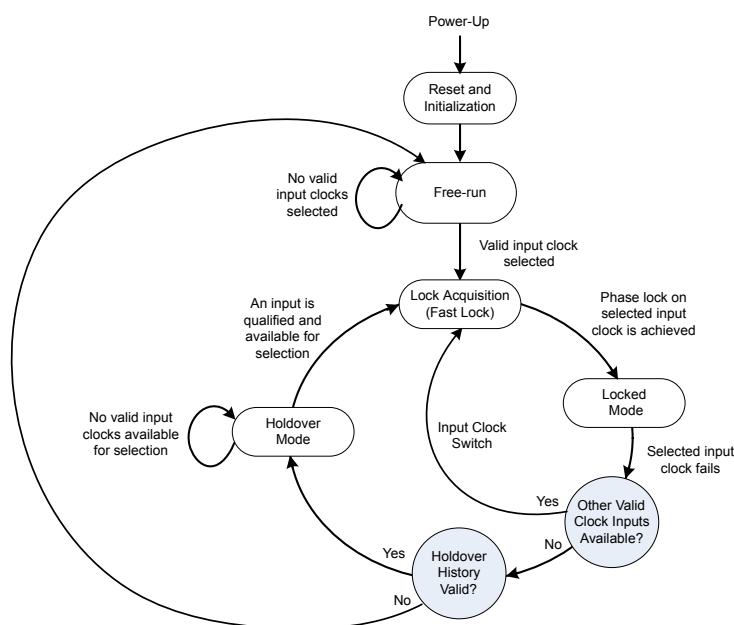 Power-Up
Reset and
Initialization
No valid
input clocks
selected
Free-run
Valid input clock
selected
An input is
qualified and
available for
selection
Lock Acquisition
(Fast Lock)
Phase lock on
selected input
clock is achieved
No valid input
clocks available
for selection
Holdover
Mode
Input Clock
Switch
Locked
Mode
Selected input
clock fails
Yes
Other Valid
Clock Inputs
Available?
No
Yes
Holdover
History
Valid?
No